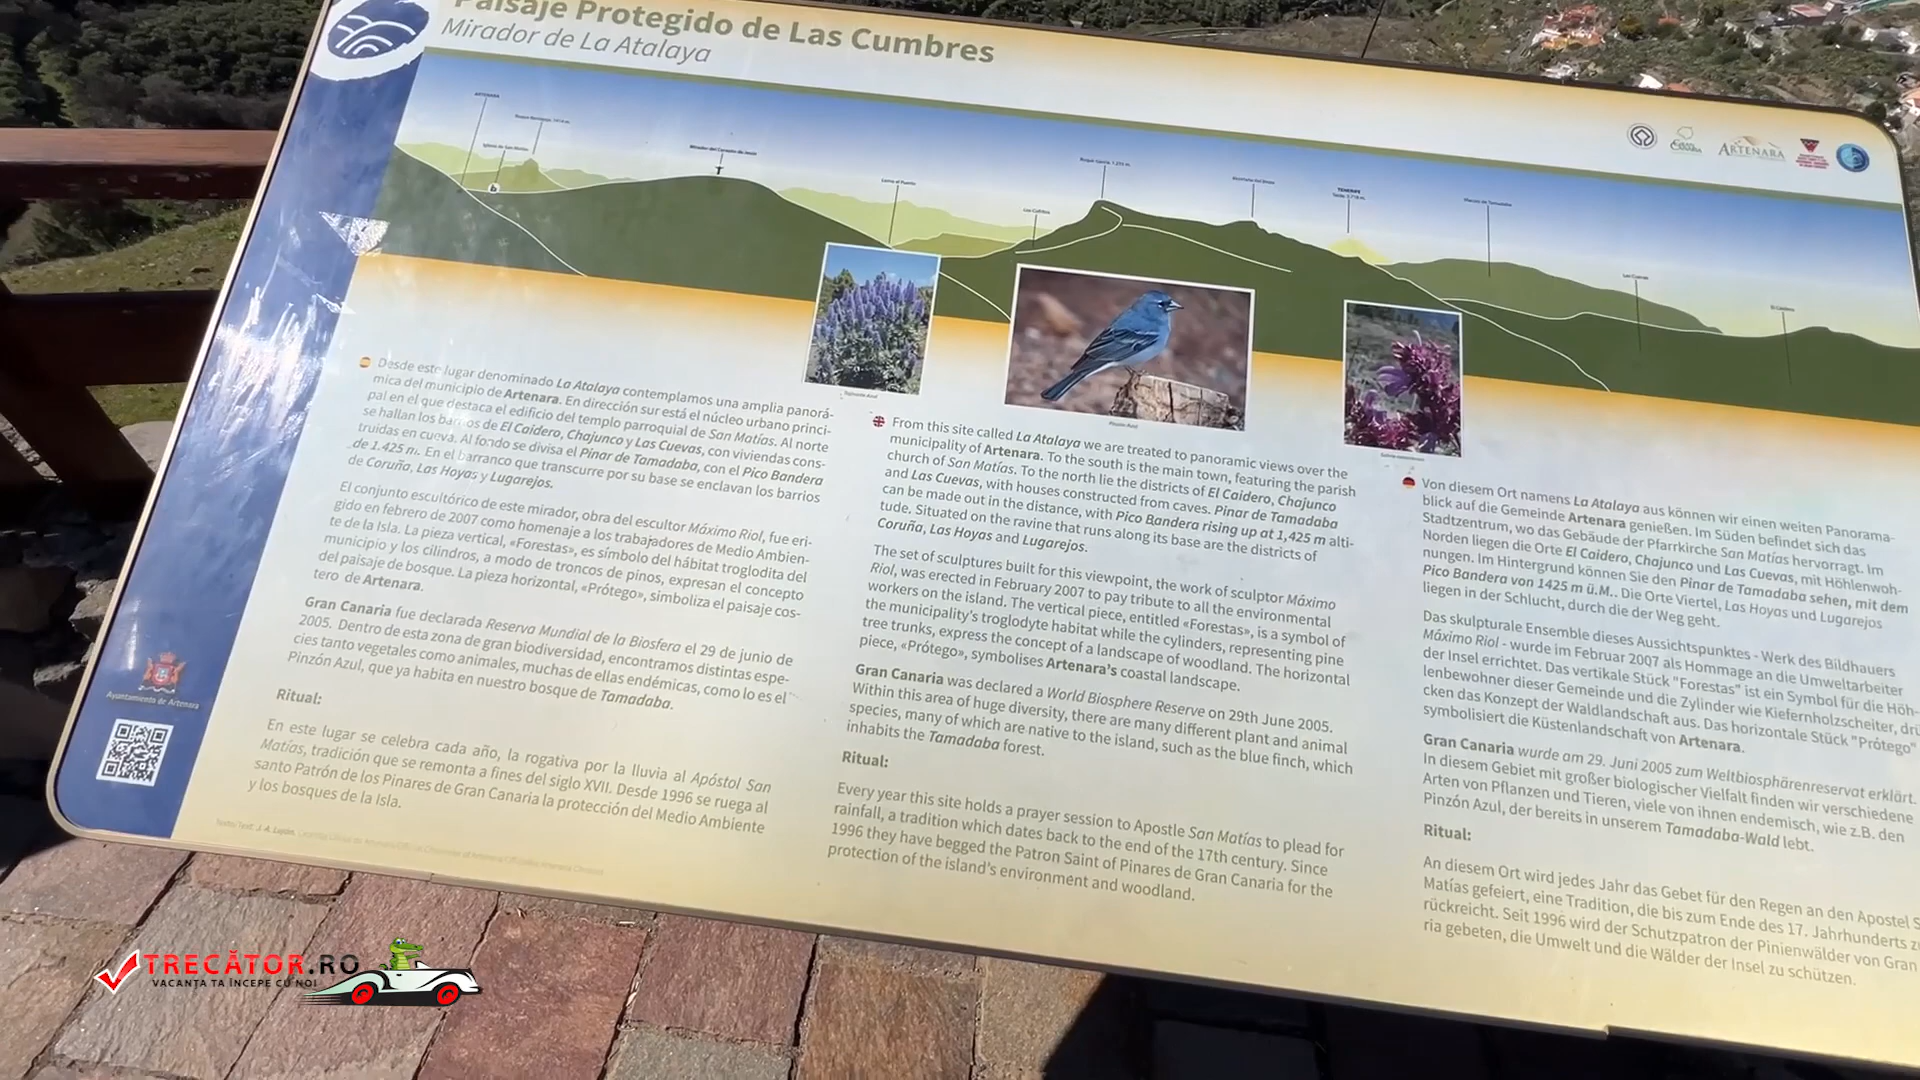 Paisaje Protegido de Las Cumbres
Mirador de La Atalaya
ARTENARA
Iglesia de San Matías
Mirador del Corazón de Jesús
TENERIFE
Las Cuevas
El Caidero
ARTENARA
Pinzón Azul
Desde este lugar denominado La Atalaya contemplamos una amplia panorá-
mica del municipio de Artenara. En dirección sur está el núcleo urbano princi-
pal en el que destaca el edificio del templo parroquial de San Matías. Al norte
se hallan los barrios de El Caidero, Chajunco y Las Cuevas, con viviendas cons-
truidas en cueva. Al fondo se divisa el Pinar de Tamadaba, con el Pico Bandera
de 1.425 m. En el barranco que transcurre por su base se enclavan los barrios
de Coruña, Las Hoyas y Lugarejos.
El conjunto escultórico de este mirador, obra del escultor Máximo Riol, fue eri-
gido en febrero de 2007 como homenaje a los trabajadores de Medio Ambien-
te de la Isla. La pieza vertical, «Forestas», es símbolo del hábitat troglodita del
municipio y los cilindros, a modo de troncos de pinos, expresan el concepto
del paisaje de bosque. La pieza horizontal, «Prótego», simboliza el paisaje cos-
tero de Artenara.
Gran Canaria fue declarada Reserva Mundial de la Biosfera el 29 de junio de
2005. Dentro de esta zona de gran biodiversidad, encontramos distintas espe-
cies tanto vegetales como animales, muchas de ellas endémicas, como lo es el
Pinzón Azul, que ya habita en nuestro bosque de Tamadaba.
Ritual:
En este lugar se celebra cada año, la rogativa por la lluvia al Apóstol San
Matías, tradición que se remonta a fines del siglo XVII. Desde 1996 se ruega al
santo Patrón de los Pinares de Gran Canaria la protección del Medio Ambiente
y los bosques de la Isla.
From this site called La Atalaya we are treated to panoramic views over the
municipality of Artenara. To the south is the main town, featuring the parish
church of San Matías. To the north lie the districts of El Caidero, Chajunco
and Las Cuevas, with houses constructed from caves. Pinar de Tamadaba
can be made out in the distance, with Pico Bandera rising up at 1,425 m alti-
tude. Situated on the ravine that runs along its base are the districts of
Coruña, Las Hoyas and Lugarejos.
The set of sculptures built for this viewpoint, the work of sculptor Máximo
Riol, was erected in February 2007 to pay tribute to all the environmental
workers on the island. The vertical piece, entitled «Forestas», is a symbol of
the municipality's troglodyte habitat while the cylinders, representing pine
tree trunks, express the concept of a landscape of woodland. The horizontal
piece, «Prótego», symbolises Artenara's coastal landscape.
Gran Canaria was declared a World Biosphere Reserve on 29th June 2005.
Within this area of huge diversity, there are many different plant and animal
species, many of which are native to the island, such as the blue finch, which
inhabits the Tamadaba forest.
Ritual:
Every year this site holds a prayer session to Apostle San Matías to plead for
rainfall, a tradition which dates back to the end of the 17th century. Since
1996 they have begged the Patron Saint of Pinares de Gran Canaria for the
protection of the island's environment and woodland.
Von diesem Ort namens La Atalaya aus können wir einen weiten Panorama-
blick auf die Gemeinde Artenara genießen. Im Süden befindet sich das
Stadtzentrum, wo das Gebäude der Pfarrkirche San Matías hervorragt. Im
Norden liegen die Orte El Caidero, Chajunco und Las Cuevas, mit Höhlenwoh-
nungen. Im Hintergrund können Sie den Pinar de Tamadaba sehen, mit dem
Pico Bandera von 1425 m ü.M.. Die Orte Viertel, Las Hoyas und Lugarejos
liegen in der Schlucht, durch die der Weg geht.
Das skulpturale Ensemble dieses Aussichtspunktes - Werk des Bildhauers
Máximo Riol - wurde im Februar 2007 als Hommage an die Umweltarbeiter
der Insel errichtet. Das vertikale Stück "Forestas" ist ein Symbol für die Höh-
lenbewohner dieser Gemeinde und die Zylinder wie Kiefernholzscheiter, drü
cken das Konzept der Waldlandschaft aus. Das horizontale Stück "Prótego"
symbolisiert die Küstenlandschaft von Artenara.
Gran Canaria wurde am 29. Juni 2005 zum Weltbiosphärenreservat erklärt.
In diesem Gebiet mit großer biologischer Vielfalt finden wir verschiedene
Arten von Pflanzen und Tieren, viele von ihnen endemisch, wie z.B. den
Pinzón Azul, der bereits in unserem Tamadaba-Wald lebt.
Ritual:
An diesem Ort wird jedes Jahr das Gebet für den Regen an den Apostel S
Matías gefeiert, eine Tradition, die bis zum Ende des 17. Jahrhunderts zu
rückreicht. Seit 1996 wird der Schutzpatron der Pinienwälder von Gran
ria gebeten, die Umwelt und die Wälder der Insel zu schützen.
Ayuntamiento de Artenara
TRECĂTOR.RO
VACANȚA TA ÎNCEPE CU NOI